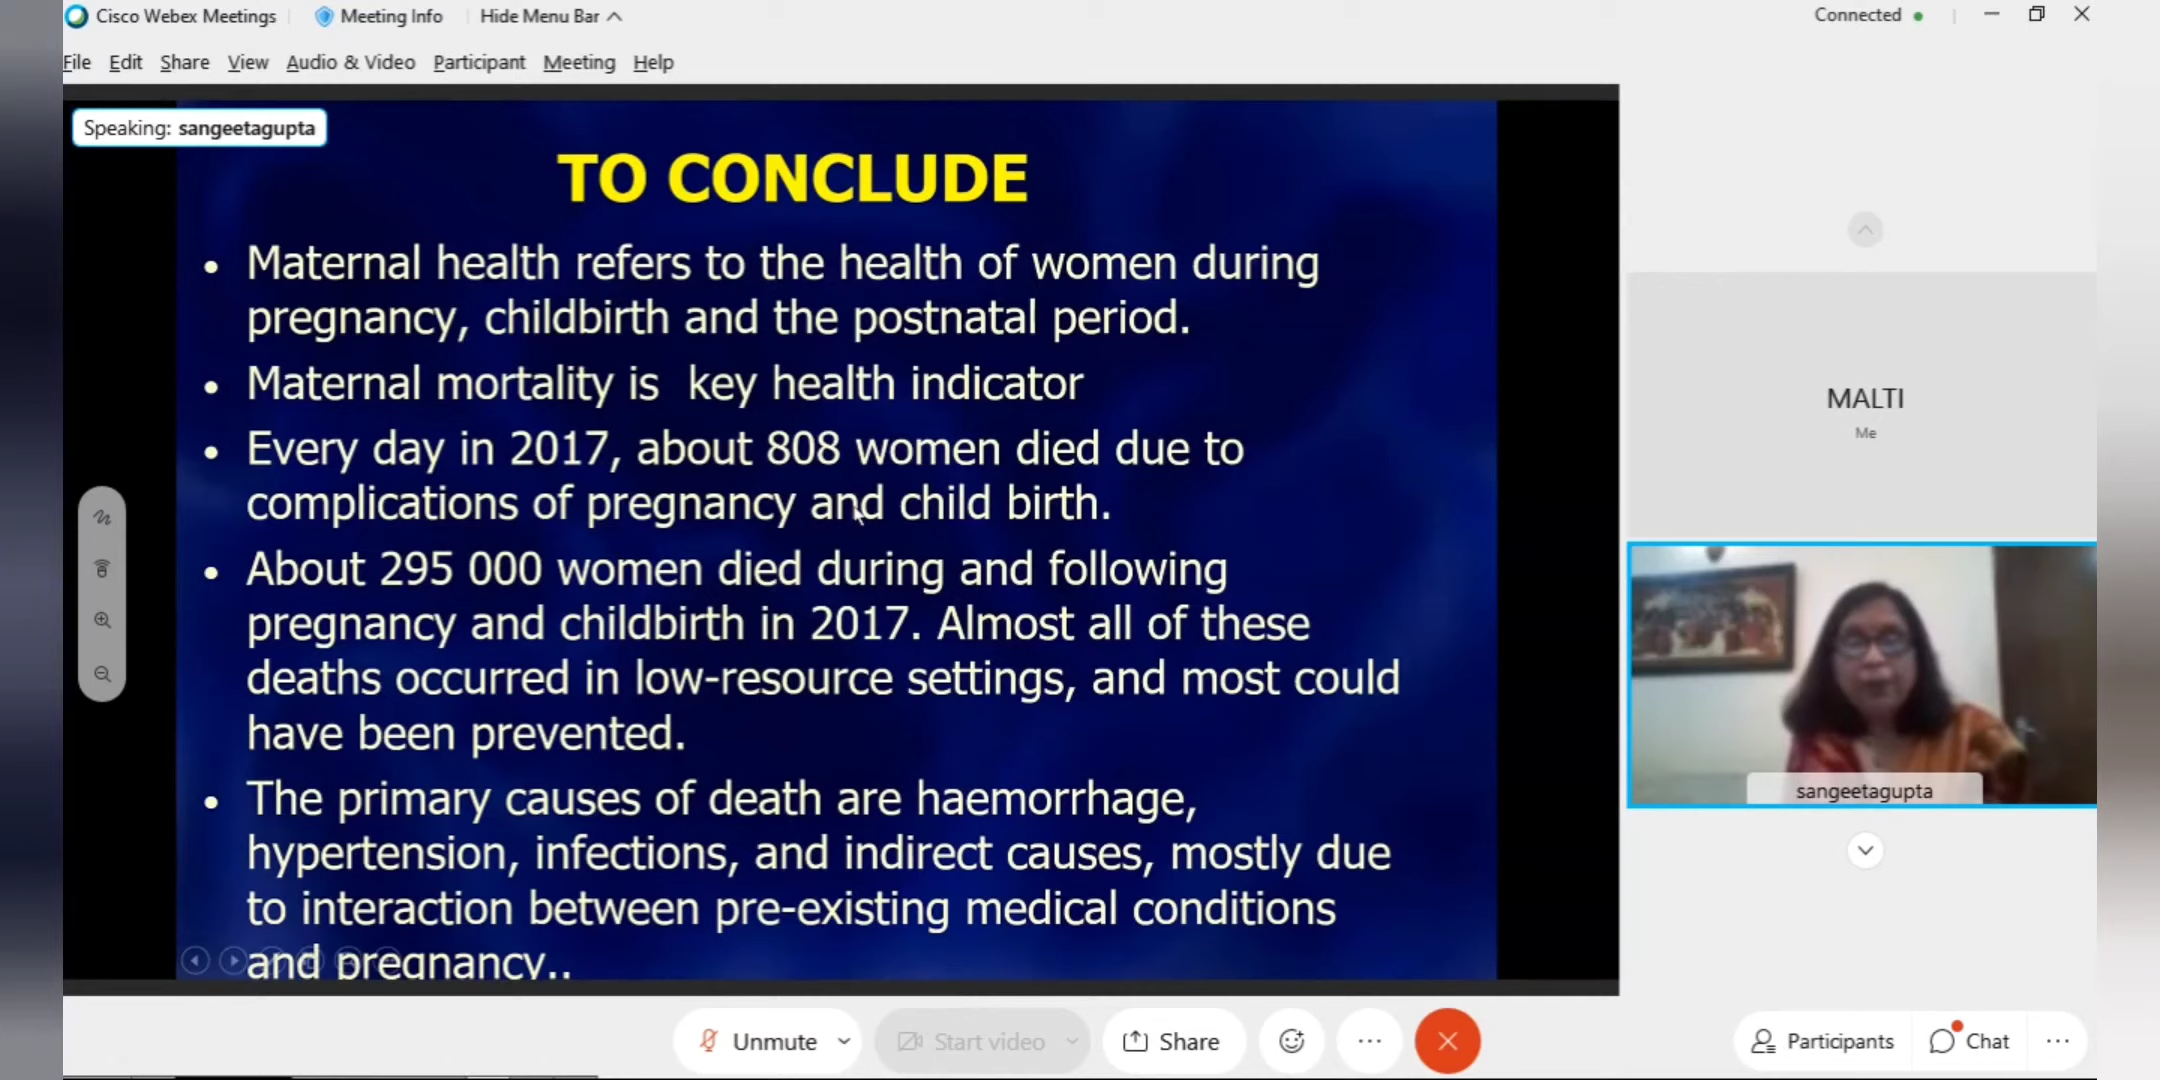 Cisco Webex Meetings
Meeting Info
Hide Menu Bar
Connected
File Edit Share View Audio & Video Participant Meeting Help
Speaking: sangeetagupta
TO CONCLUDE
• Maternal health refers to the health of women during
pregnancy, childbirth and the postnatal period.
• Maternal mortality is  key health indicator
• Every day in 2017, about 808 women died due to
complications of pregnancy and child birth.
• About 295 000 women died during and following
pregnancy and childbirth in 2017. Almost all of these
deaths occurred in low-resource settings, and most could
have been prevented.
• The primary causes of death are haemorrhage,
hypertension, infections, and indirect causes, mostly due
to interaction between pre-existing medical conditions
and pregnancy..
MALTI
Me
sangeetagupta
Unmute
Start video
Share
Participants
Chat